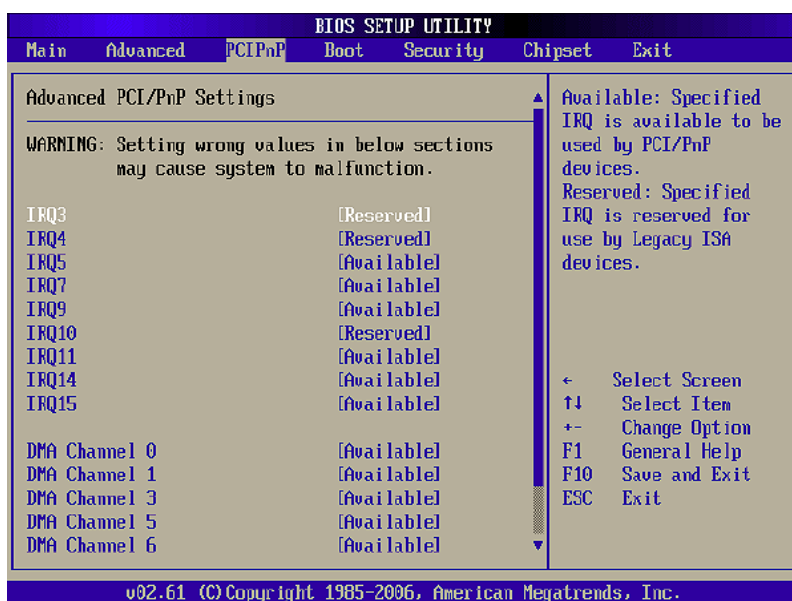 BIOS SETUP UTILITY
Main Advanced PCIPnP Boot Security Chipset Exit
Advanced PCI/PnP Settings
WARNING: Setting wrong values in below sections
may cause system to malfunction.
IRQ3 [Reserved]
IRQ4 [Reserved]
IRQ5 [Available]
IRQ7 [Available]
IRQ9 [Available]
IRQ10 [Reserved]
IRQ11 [Available]
IRQ14 [Available]
IRQ15 [Available]
DMA Channel 0 [Available]
DMA Channel 1 [Available]
DMA Channel 3 [Available]
DMA Channel 5 [Available]
DMA Channel 6 [Available]
Available: Specified
IRQ is available to be
used by PCI/PnP
devices.
Reserved: Specified
IRQ is reserved for
use by Legacy ISA
devices.
← Select Screen
↑↓ Select Item
+- Change Option
F1 General Help
F10 Save and Exit
ESC Exit
v02.61 (C)Copyright 1985-2006, American Megatrends, Inc.